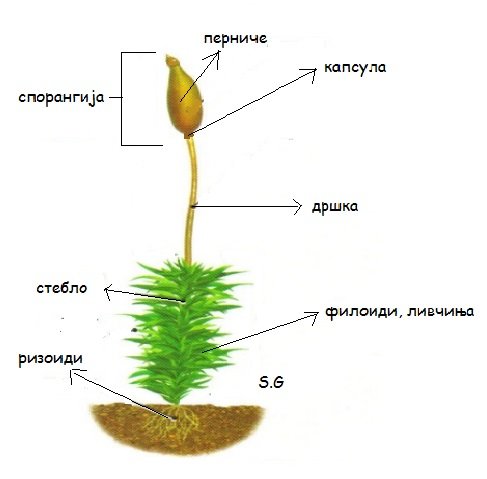 перниче
капсула
спорангија
дршка
стебло
филоиди, ливчиња
ризоиди
S.G